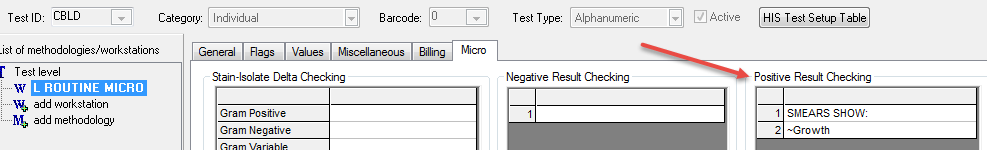 Test ID: CBLD Category: Individual Barcode: 0 Test Type: Alphanumeric Active HIS Test Setup Table
List of methodologies/workstations
General Flags Values Miscellaneous Billing Micro
Test level
W L ROUTINE MICRO
W add workstation
M add methodology
Stain-Isolate Delta Checking
Gram Positive
Gram Negative
Gram Variable
Negative Result Checking
1
Positive Result Checking
1 SMEARS SHOW:
2 ~Growth